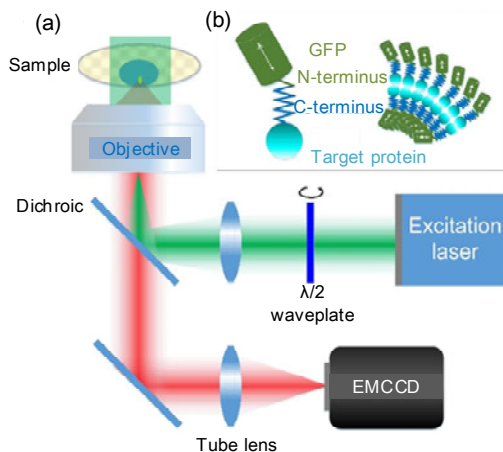 (a)
Sample
Objective
Dichroic
λ/2
waveplate
Excitation
laser
EMCCD
Tube lens
(b)
GFP
N-terminus
C-terminus
Target protein